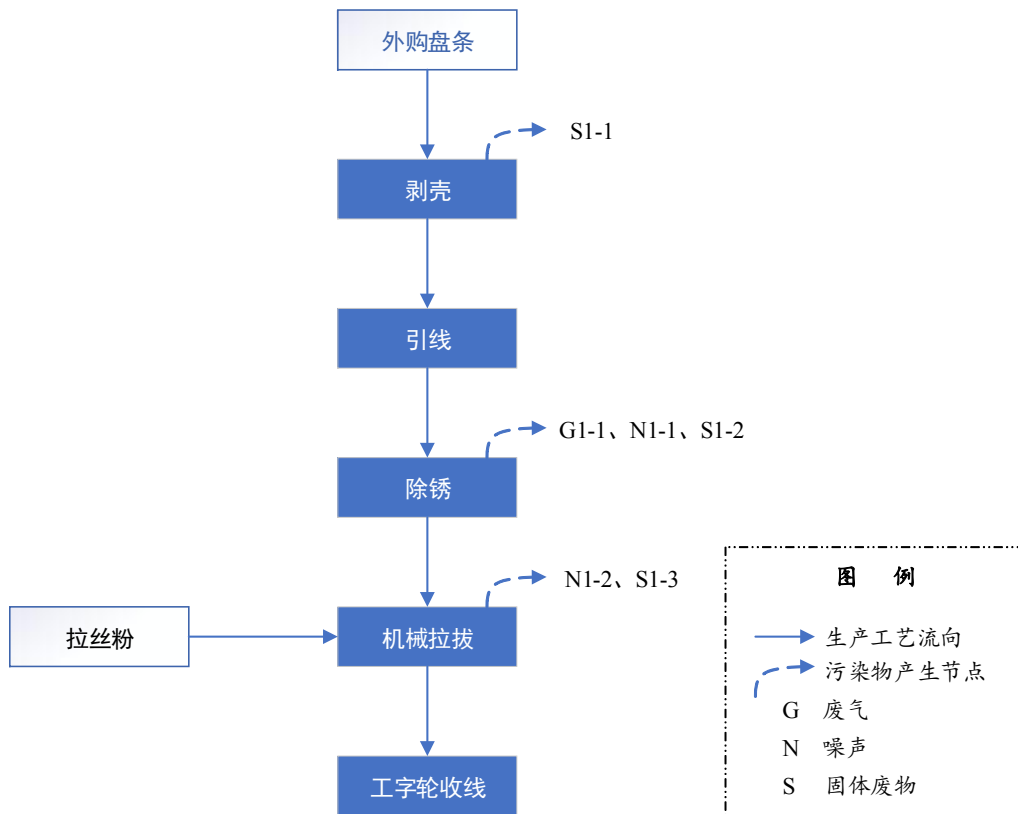 外购盘条
S1-1
剥壳
引线
G1-1、N1-1、S1-2
除锈
N1-2、S1-3
拉丝粉
机械拉拔
工字轮收线
图 例
生产工艺流向
污染物产生节点
G 废气
N 噪声
S 固体废物